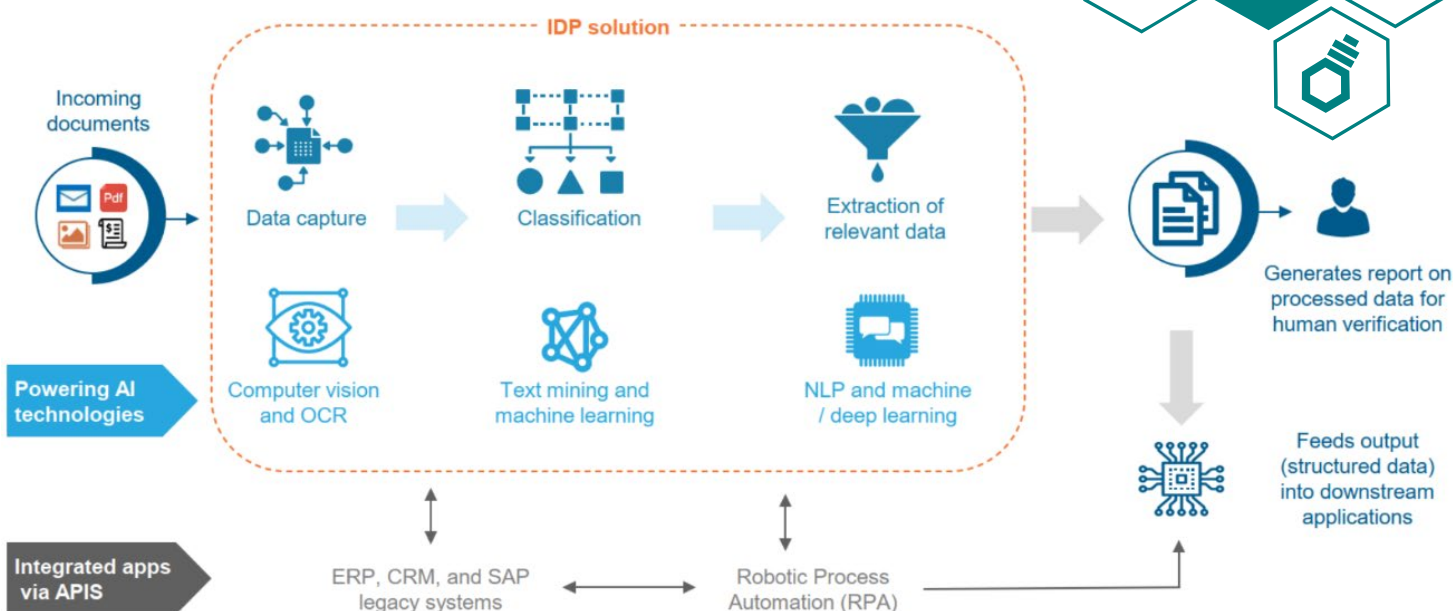 IDP solution
Incoming
documents
Pdf
$
Data capture
Classification
Extraction of
relevant data
Generates report on
processed data for
human verification
Powering AI
technologies
Computer vision
and OCR
Text mining and
machine learning
NLP and machine
/ deep learning
Feeds output
(structured data)
into downstream
applications
Integrated apps
via APIS
ERP, CRM, and SAP
legacy systems
Robotic Process
Automation (RPA)